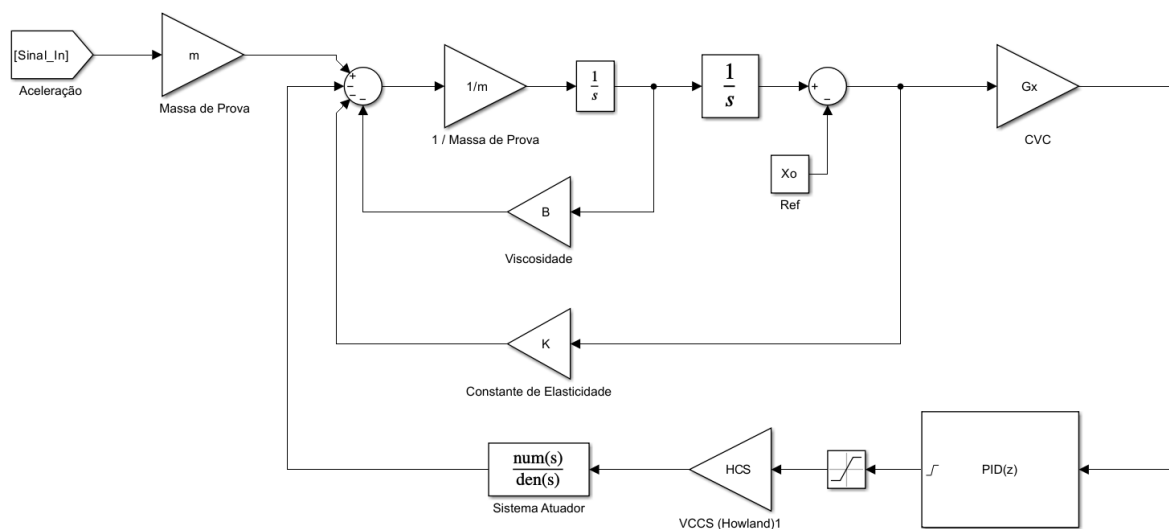 [Sinal_In]
Aceleração
m
Massa de Prova
+
−
−
−
1/m
1 / Massa de Prova
1
s
1
s
+
−
Xo
Ref
Gx
CVC
B
Viscosidade
K
Constante de Elasticidade
num(s)
den(s)
Sistema Atuador
HCS
VCCS (Howland)1
PID(z)